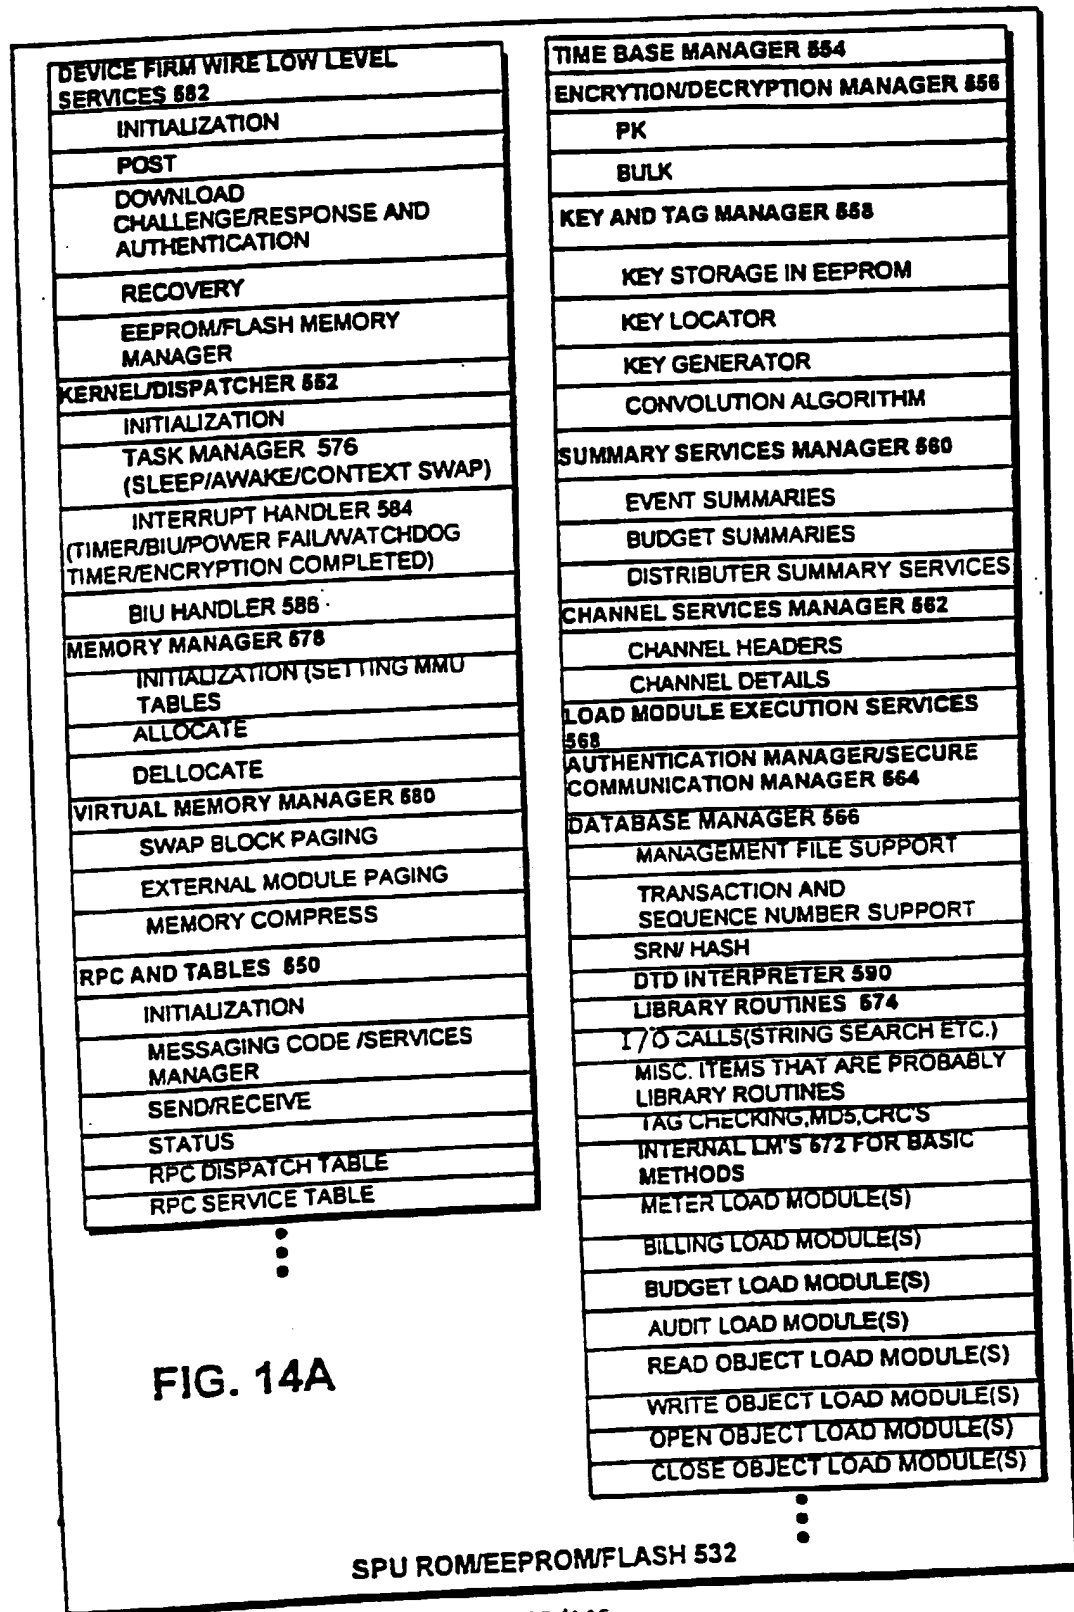 DEVICE FIRM WIRE LOW LEVEL
SERVICES 582
INITIALIZATION
POST
DOWNLOAD
CHALLENGE/RESPONSE AND
AUTHENTICATION
RECOVERY
EEPROM/FLASH MEMORY
MANAGER
KERNEL/DISPATCHER 552
INITIALIZATION
TASK MANAGER 576
(SLEEP/AWAKE/CONTEXT SWAP)
INTERRUPT HANDLER 584
(TIMER/BIU/POWER FAIL/WATCHDOG
TIMER/ENCRYPTION COMPLETED)
BIU HANDLER 586
MEMORY MANAGER 578
INITIALIZATION (SETTING MMU
TABLES
ALLOCATE
DELLOCATE
VIRTUAL MEMORY MANAGER 580
SWAP BLOCK PAGING
EXTERNAL MODULE PAGING
MEMORY COMPRESS
RPC AND TABLES 550
INITIALIZATION
MESSAGING CODE /SERVICES
MANAGER
SEND/RECEIVE
STATUS
RPC DISPATCH TABLE
RPC SERVICE TABLE
TIME BASE MANAGER 554
ENCRYTION/DECRYPTION MANAGER 556
PK
BULK
KEY AND TAG MANAGER 558
KEY STORAGE IN EEPROM
KEY LOCATOR
KEY GENERATOR
CONVOLUTION ALGORITHM
SUMMARY SERVICES MANAGER 560
EVENT SUMMARIES
BUDGET SUMMARIES
DISTRIBUTER SUMMARY SERVICES
CHANNEL SERVICES MANAGER 562
CHANNEL HEADERS
CHANNEL DETAILS
LOAD MODULE EXECUTION SERVICES
568
AUTHENTICATION MANAGER/SECURE
COMMUNICATION MANAGER 564
DATABASE MANAGER 566
MANAGEMENT FILE SUPPORT
TRANSACTION AND
SEQUENCE NUMBER SUPPORT
SRN/ HASH
DTD INTERPRETER 590
LIBRARY ROUTINES 574
I/O CALLS(STRING SEARCH ETC.)
MISC. ITEMS THAT ARE PROBABLY
LIBRARY ROUTINES
TAG CHECKING,MD5,CRC'S
INTERNAL LM'S 572 FOR BASIC
METHODS
METER LOAD MODULE(S)
BILLING LOAD MODULE(S)
BUDGET LOAD MODULE(S)
AUDIT LOAD MODULE(S)
READ OBJECT LOAD MODULE(S)
WRITE OBJECT LOAD MODULE(S)
OPEN OBJECT LOAD MODULE(S)
CLOSE OBJECT LOAD MODULE(S)
FIG. 14A
SPU ROM/EEPROM/FLASH 532